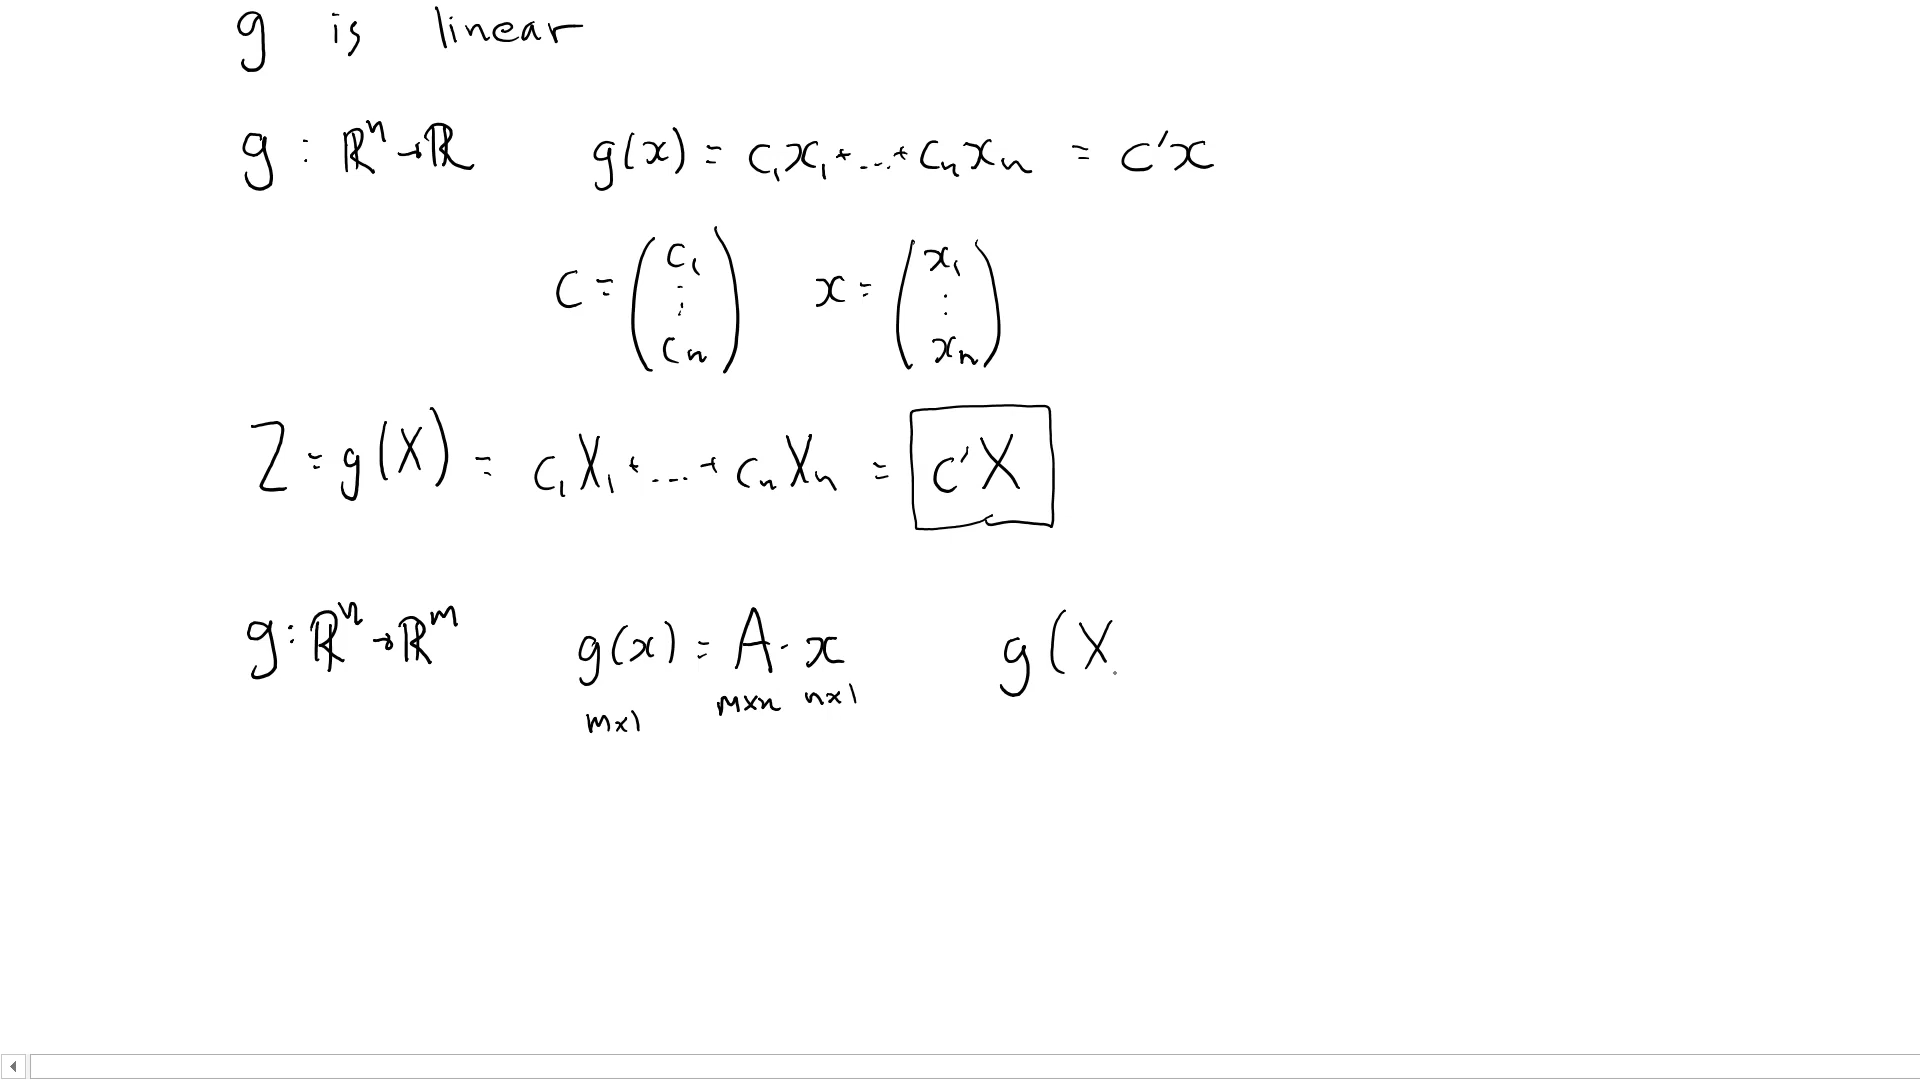 g is linear
g : ℝⁿ → ℝ g(x) = c₁x₁ + ... + cₙxₙ = c'x
c = (c₁ ⋮ cₙ) x = (x₁ ⋮ xₙ)
Z = g(X) = c₁X₁ + ... + cₙXₙ = c'X
g : ℝⁿ → ℝᵐ g(x) = A · x g(X
m×1 m×n n×1